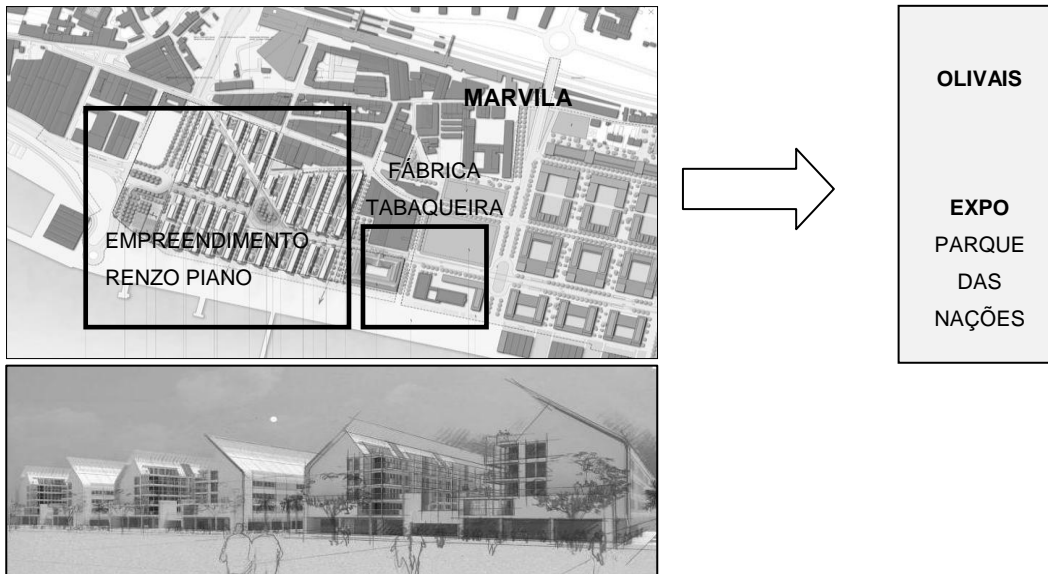 MARVILA
FÁBRICA
TABAQUEIRA
EMPREENDIMENTO
RENZO PIANO
OLIVAIS
EXPO
PARQUE
DAS
NAÇÕES